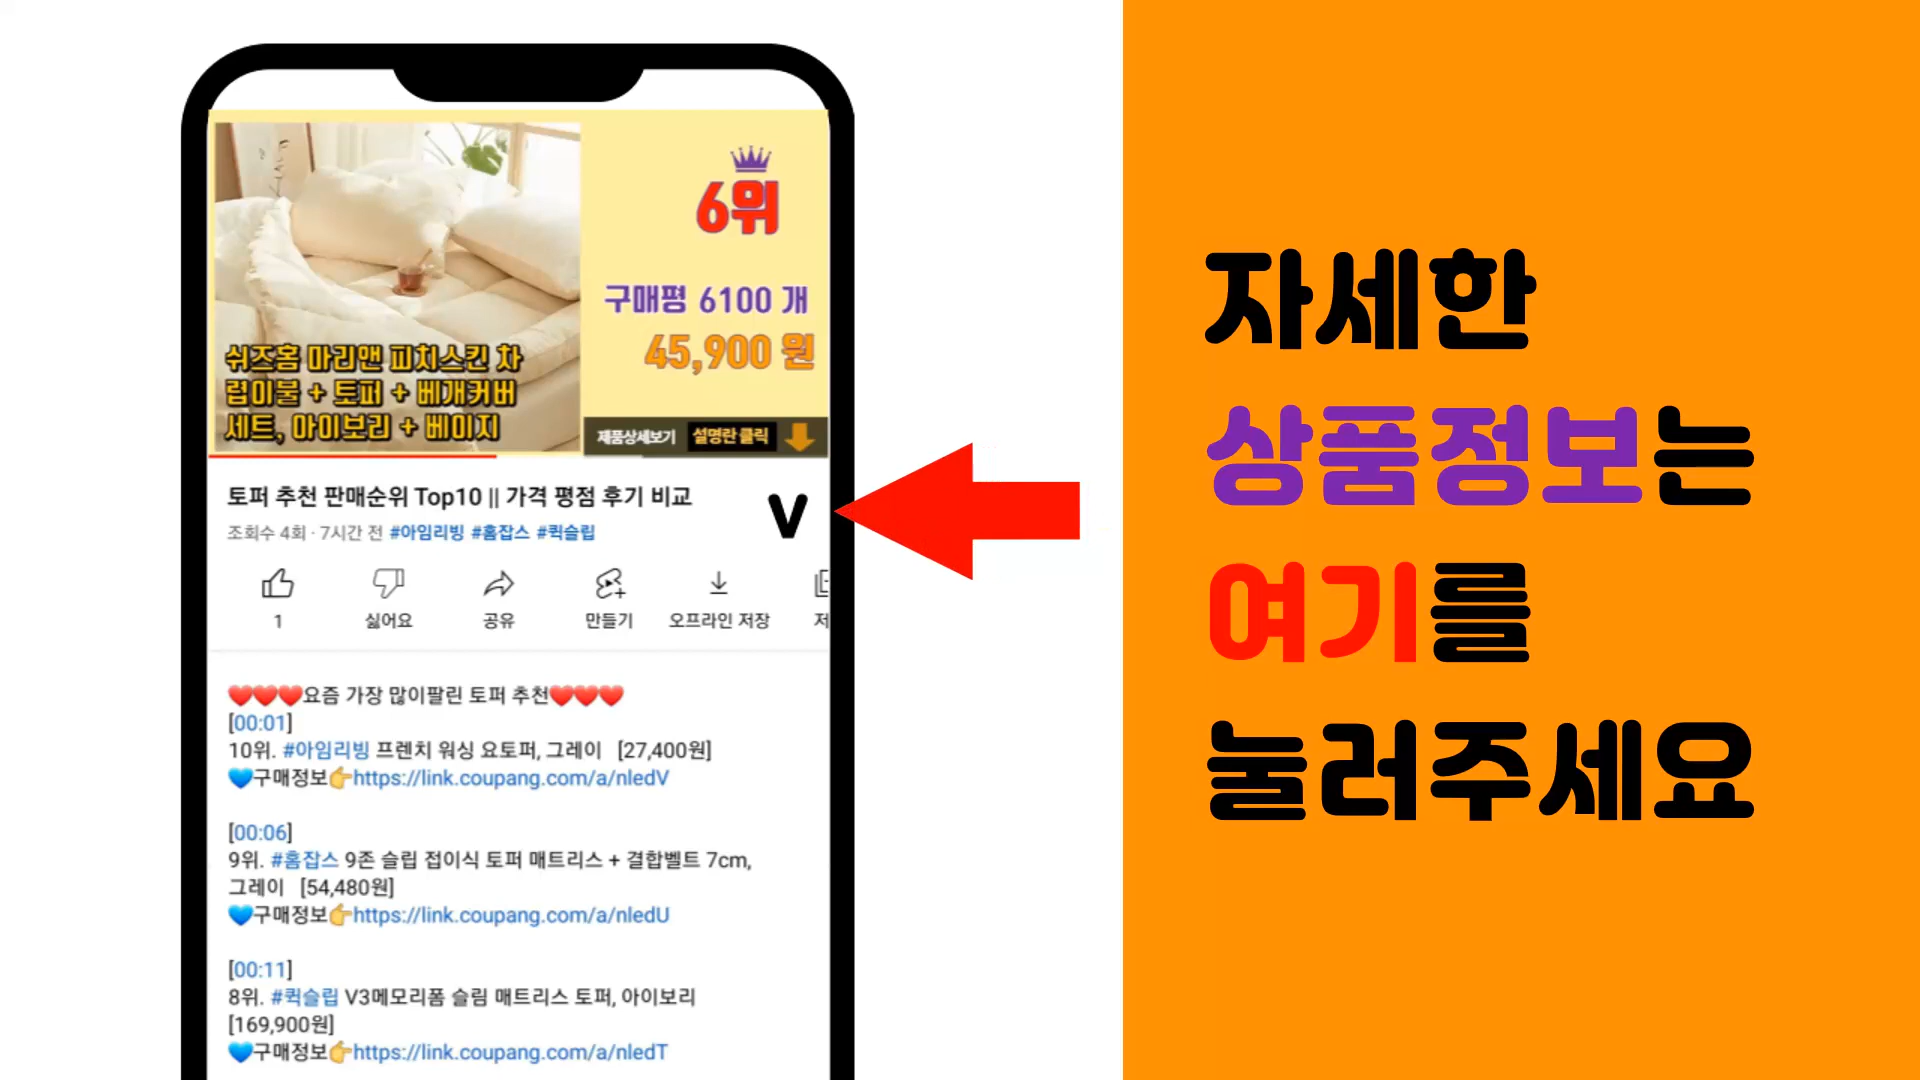 6위
구매평 6100 개
45,900 원
쉬즈홈 마리앤 피치스킨 차
렵이불 + 토퍼 + 베개커버
세트, 아이보리 + 베이지
제품상세보기 설명란 클릭
토퍼 추천 판매순위 Top10 || 가격 평점 후기 비교
조회수 4회 · 7시간 전 #아임리빙 #홈잡스 #퀵슬립
V
1 싫어요 공유 만들기 오프라인 저장 저
❤️❤️❤️요즘 가장 많이팔린 토퍼 추천❤️❤️❤️
[00:01]
10위. #아임리빙 프렌치 워싱 요토퍼, 그레이 [27,400원]
💙구매정보👉https://link.coupang.com/a/nledV
[00:06]
9위. #홈잡스 9존 슬립 접이식 토퍼 매트리스 + 결합벨트 7cm,
그레이 [54,480원]
💙구매정보👉https://link.coupang.com/a/nledU
[00:11]
8위. #퀵슬립 V3메모리폼 슬림 매트리스 토퍼, 아이보리
[169,900원]
💙구매정보👉https://link.coupang.com/a/nledT
자세한
상품정보는
여기를
눌러주세요